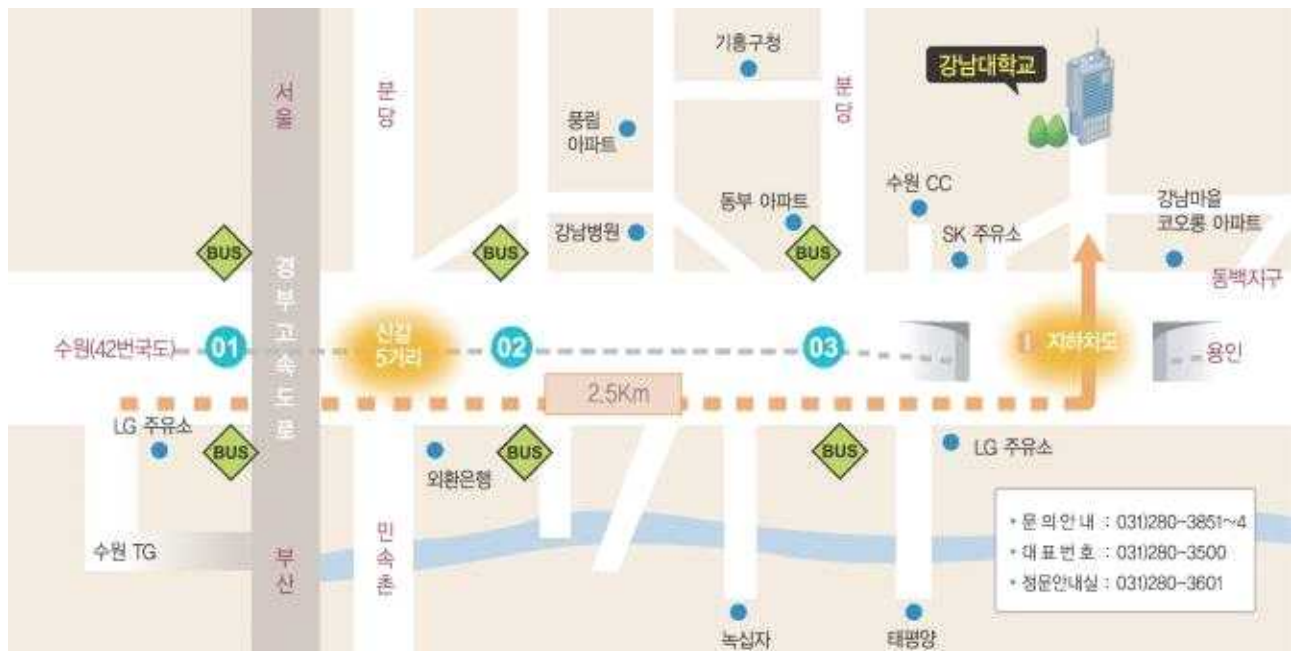 기흥구청
강남대학교
서울
분당
분당
풍림
아파트
수원 CC
동부 아파트
강남마을
코오롱 아파트
강남병원
SK 주유소
BUS
BUS
BUS
동백지구
경부고속도로
수원(42번국도)
01
신갈
5거리
02
03
지하차도
용인
2.5Km
LG 주유소
BUS
BUS
BUS
LG 주유소
외환은행
수원 TG
부산
민속촌
• 문의안내 : 031)280-3851~4
• 대표번호 : 031)280-3500
• 정문안내실 : 031)280-3601
녹십자
태평양